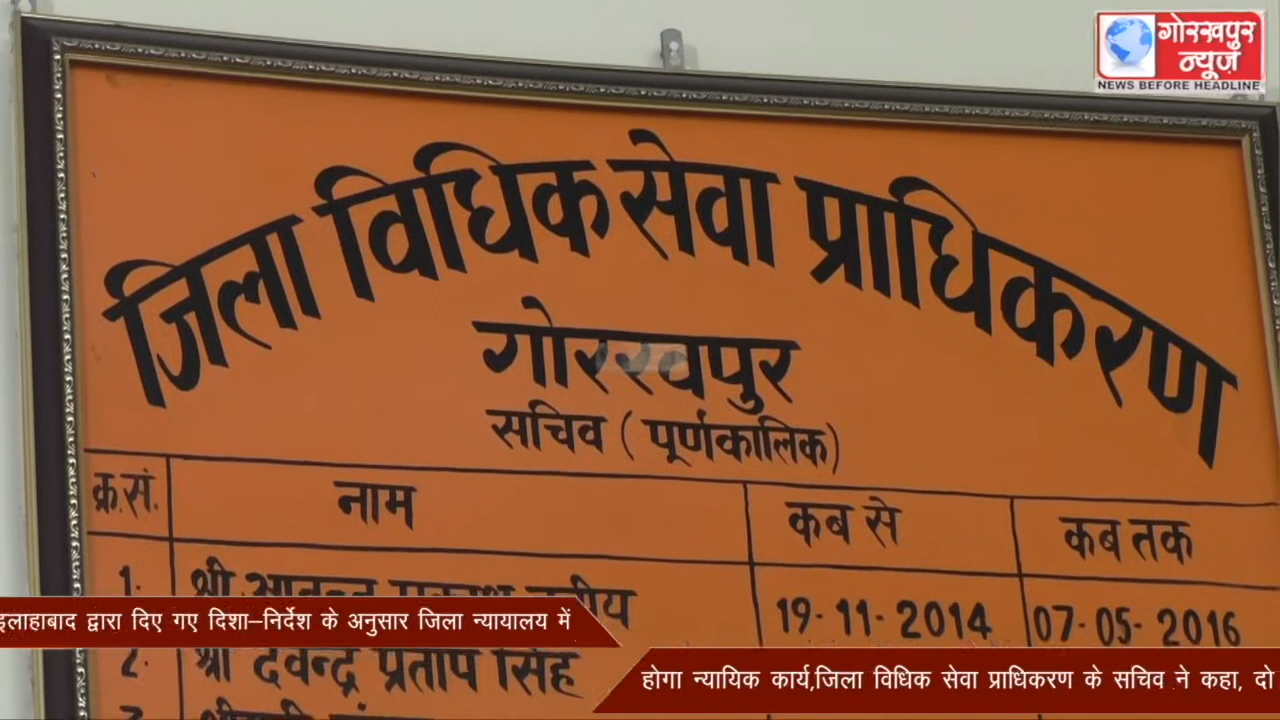 गोरखपुर
न्यूज़
NEWS BEFORE HEADLINE
जिला विधिक सेवा प्राधिकरण
गोरखपुर
सचिव (पूर्णकालिक)
क्र.सं. नाम कब से कब तक
1. श्री 19-11-2014 07-05-2016
2. श्री देवेन्द्र प्रताप सिंह
इलाहाबाद द्वारा दिए गए दिशा–निर्देश के अनुसार जिला न्यायालय में
होगा न्यायिक कार्य,जिला विधिक सेवा प्राधिकरण के सचिव ने कहा, दो